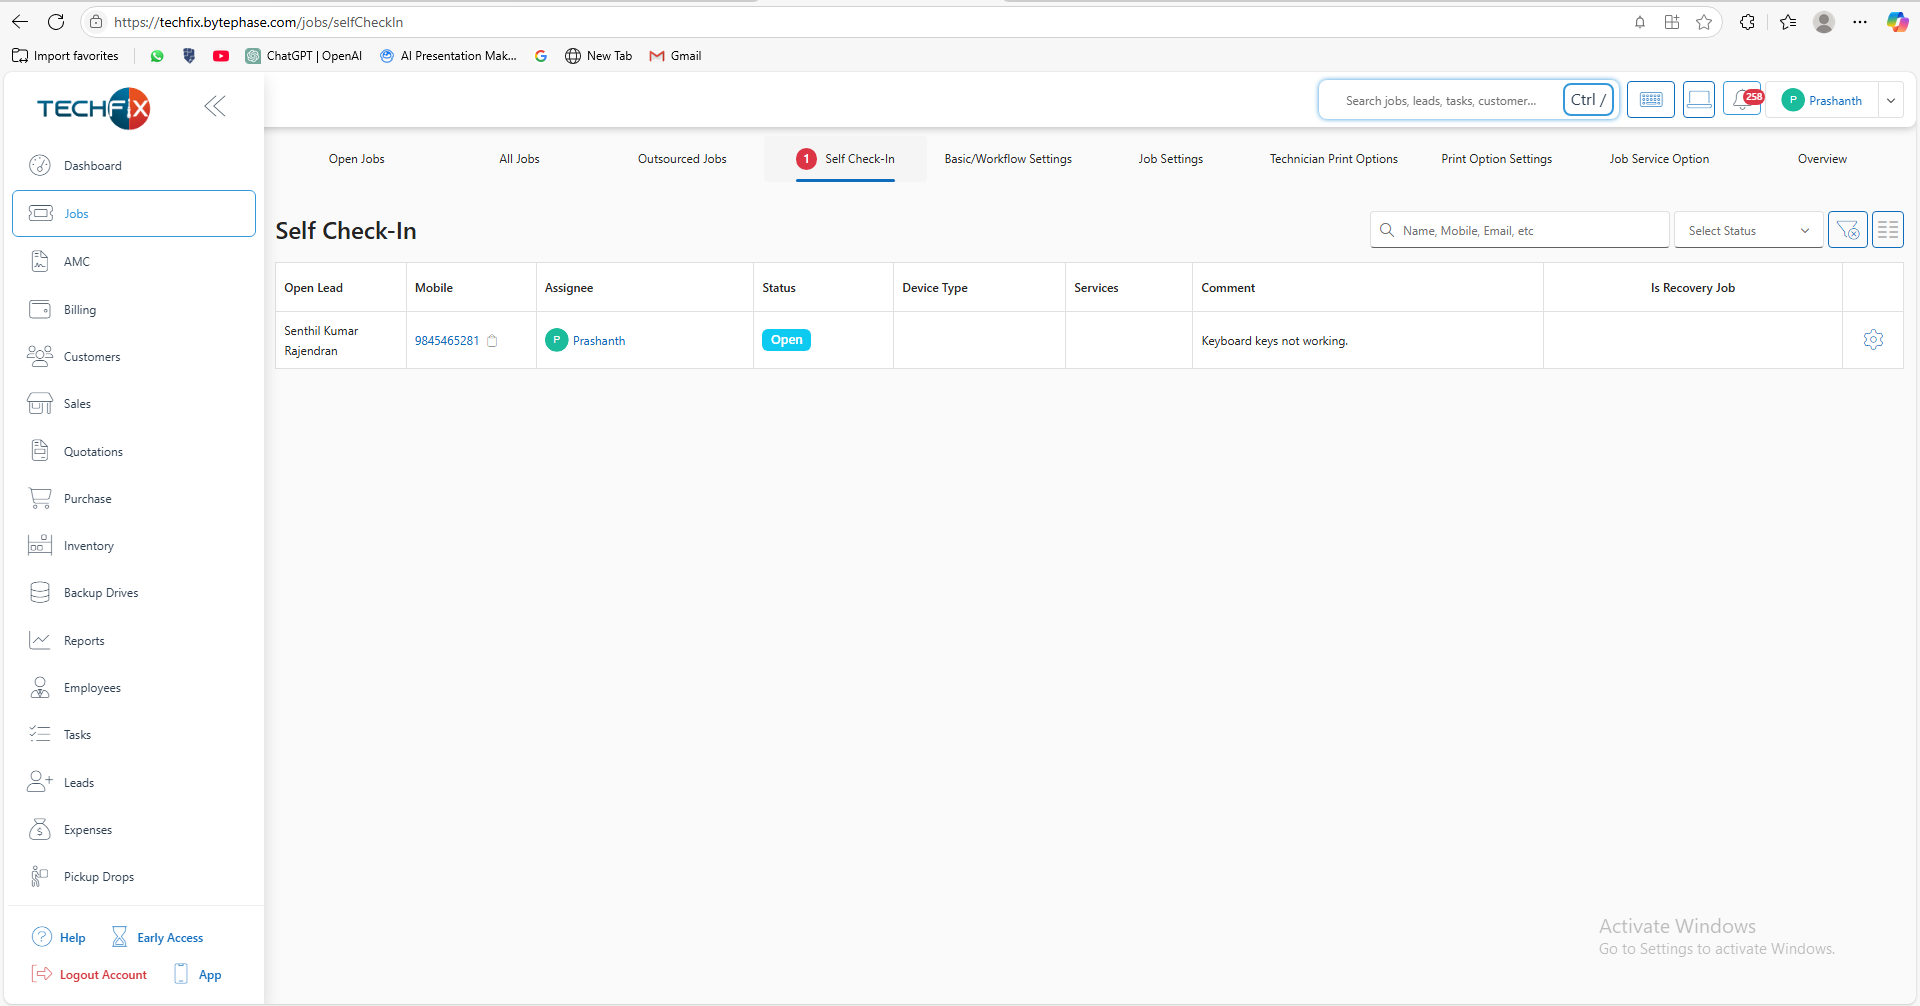 https://techfix.bytephase.com/jobs/selfCheckIn
Import favorites
ChatGPT | OpenAI
AI Presentation Mak...
New Tab
Gmail
TECHFIX
Search jobs, leads, tasks, customer...
Ctrl /
258
P
Prashanth
Dashboard
Jobs
AMC
Billing
Customers
Sales
Quotations
Purchase
Inventory
Backup Drives
Reports
Employees
Tasks
Leads
Expenses
Pickup Drops
Help
Early Access
Logout Account
App
Open Jobs
All Jobs
Outsourced Jobs
1
Self Check-In
Basic/Workflow Settings
Job Settings
Technician Print Options
Print Option Settings
Job Service Option
Overview
Self Check-In
Name, Mobile, Email, etc
Select Status
Open Lead
Mobile
Assignee
Status
Device Type
Services
Comment
Is Recovery Job
Senthil Kumar
Rajendran
9845465281
P
Prashanth
Open
Keyboard keys not working.
Activate Windows
Go to Settings to activate Windows.